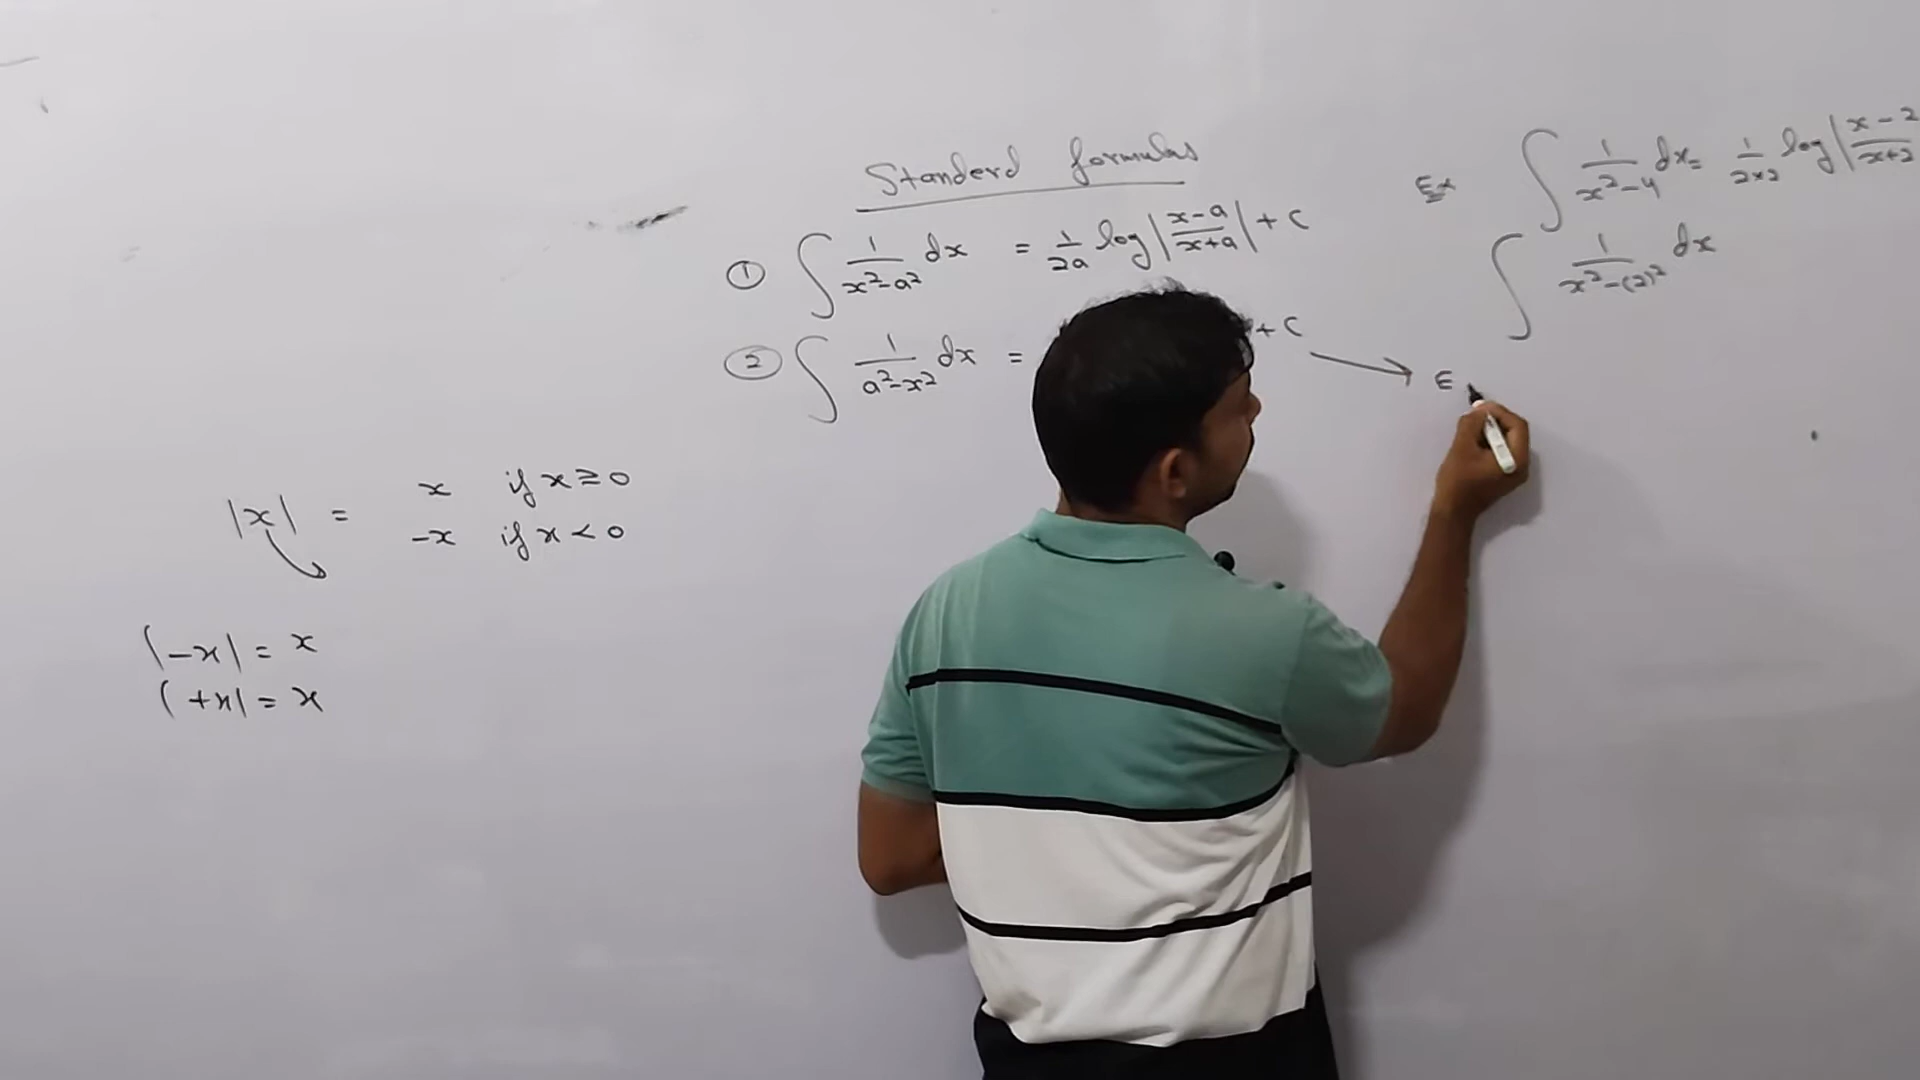 Standerd formulas
① ∫ 1/(x²-a²) dx = 1/2a log |x-a/x+a| + C
② ∫ 1/(a²-x²) dx = + C
Ex ∫ 1/(x²-4) dx = 1/2×2 log |x-2/x+2
∫ 1/(x²-(2)²) dx
E
|x| = x if x ≥ 0
-x if x < 0
|-x| = x
(+x| = x